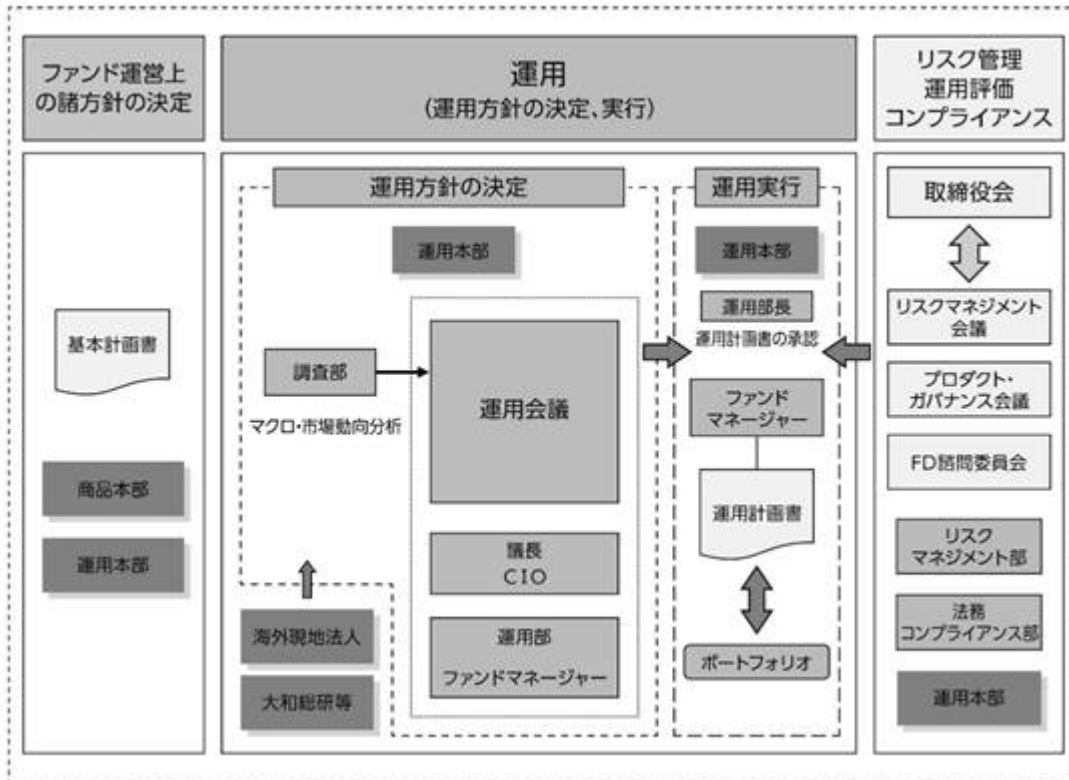 ファンド運営上
の諸方針の決定
基本計画書
商品本部
運用本部
運用
(運用方針の決定、実行)
運用方針の決定
運用本部
調査部
マクロ・市場動向分析
運用会議
議長
CIO
運用部
ファンドマネージャー
海外現地法人
大和総研等
運用実行
運用本部
運用部長
運用計画書の承認
ファンド
マネージャー
運用計画書
ポートフォリオ
リスク管理
運用評価
コンプライアンス
取締役会
リスクマネジメント
会議
プロダクト・
ガバナンス会議
FD諮問委員会
リスク
マネジメント部
法務
コンプライアンス部
運用本部